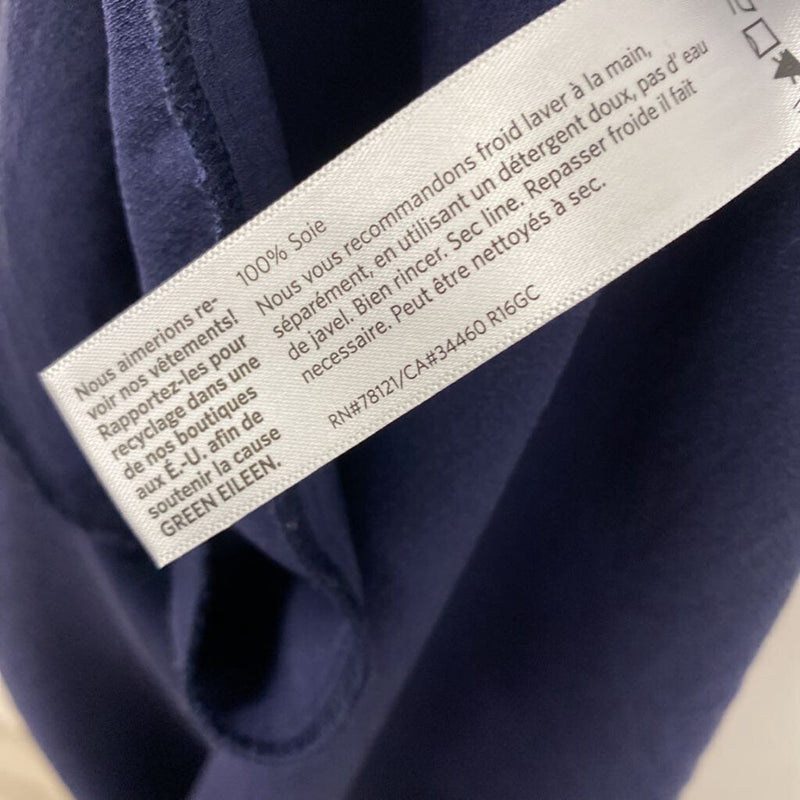 Nous aimerions re-
voir nos vêtements!
Rapportez-les pour
recyclage dans une
de nos boutiques
aux É.-U. afin de
soutenir la cause
GREEN EILEEN.
100% Soie
Nous vous recommandons froid laver à la main,
séparément, en utilisant un détergent doux, pas d' eau
de javel. Bien rincer. Sec line. Repasser froide il fait
necessaire. Peut être nettoyés à sec.
RN#78121/CA#34460 R16GC